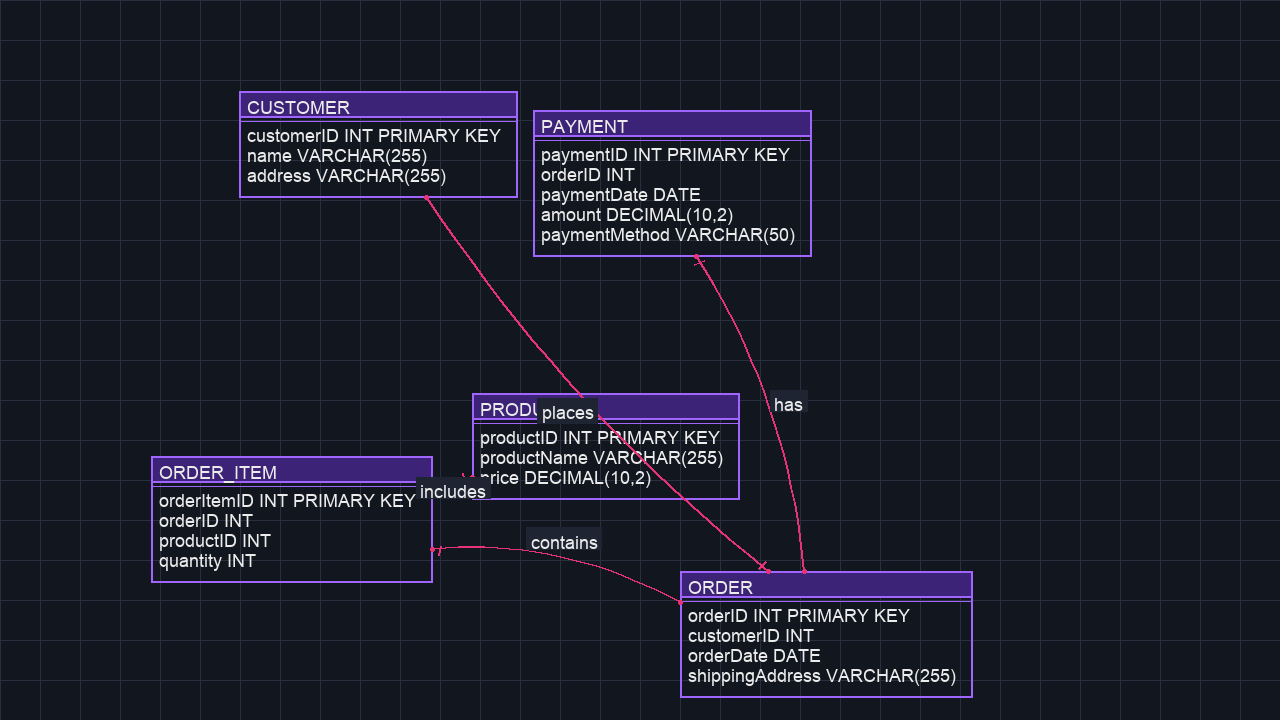 CUSTOMER
customerID INT PRIMARY KEY
name VARCHAR(255)
address VARCHAR(255)
PAYMENT
paymentID INT PRIMARY KEY
orderID INT
paymentDate DATE
amount DECIMAL(10,2)
paymentMethod VARCHAR(50)
has
places
productID INT PRIMARY KEY
productName VARCHAR(255)
price DECIMAL(10,2)
ORDER_ITEM
orderItemID INT PRIMARY KEY
orderID INT
productID INT
quantity INT
includes
contains
ORDER
orderID INT PRIMARY KEY
customerID INT
orderDate DATE
shippingAddress VARCHAR(255)